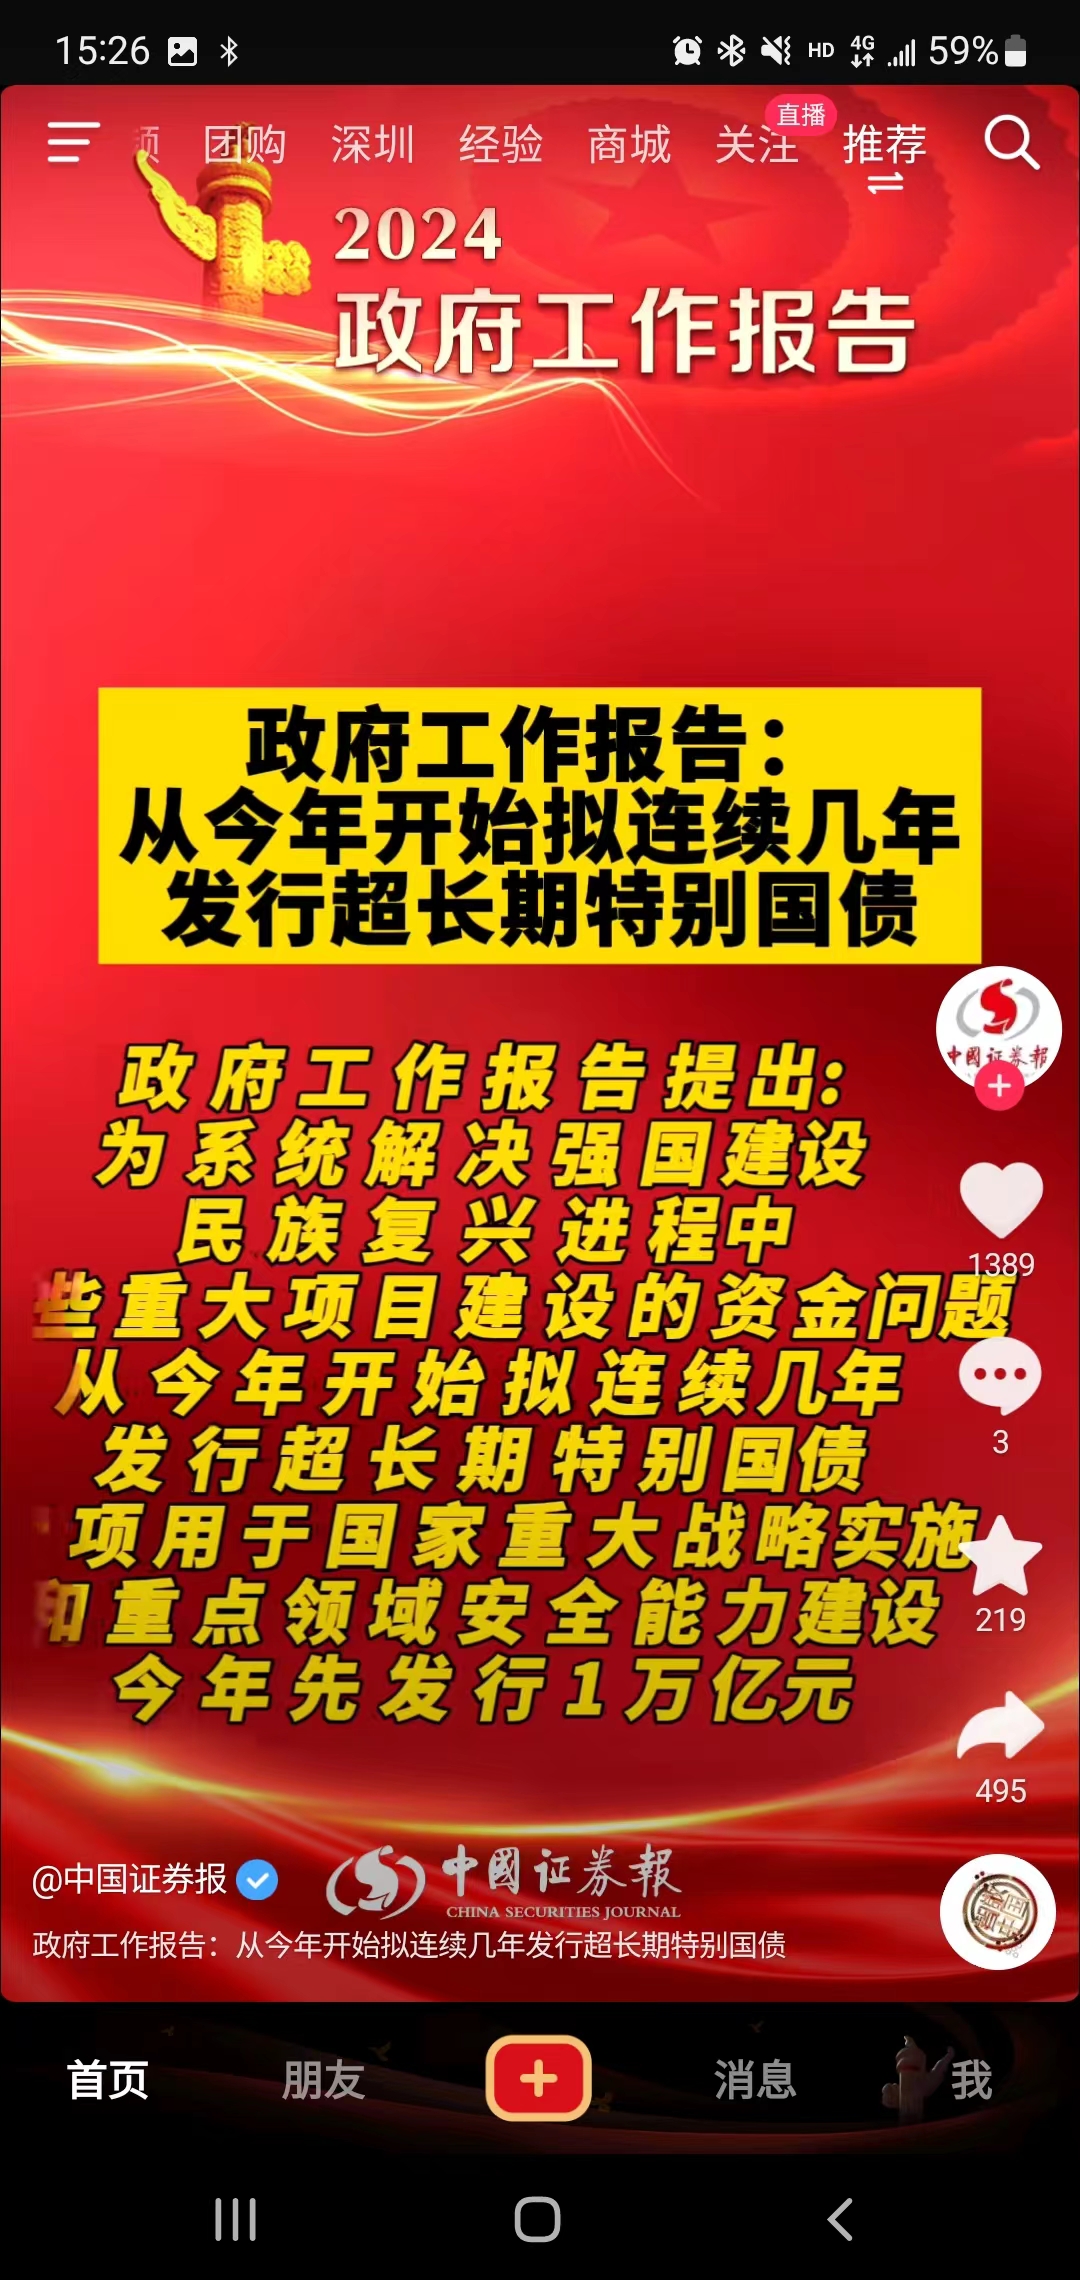 15:26
HD 4G 59%
团购 深圳 经验 商城 关注 直播 推荐
2024
政府工作报告
政府工作报告：
从今年开始拟连续几年
发行超长期特别国债
政府工作报告提出:
为系统解决强国建设
民族复兴进程中
些重大项目建设的资金问题
从今年开始拟连续几年
发行超长期特别国债
项用于国家重大战略实施
和重点领域安全能力建设
今年先发行1万亿元
中國证券報
1389
3
219
495
@中国证券报
中國证券報
CHINA SECURITIES JOURNAL
政府工作报告：从今年开始拟连续几年发行超长期特别国债
首页 朋友 消息 我